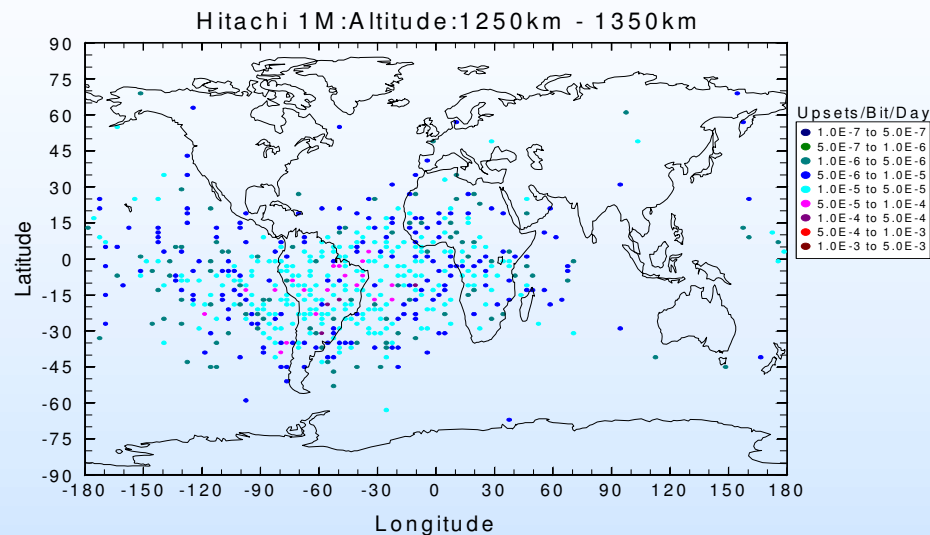 Hitachi 1M:Altitude:1250km - 1350km
90
75
60
45
30
15
0
-15
-30
-45
-60
-75
-90
Latitude
-180 -150 -120 -90 -60 -30 0 30 60 90 120 150 180
Longitude
Upsets/Bit/Day
1.0E-7 to 5.0E-7
5.0E-7 to 1.0E-6
1.0E-6 to 5.0E-6
5.0E-6 to 1.0E-5
1.0E-5 to 5.0E-5
5.0E-5 to 1.0E-4
1.0E-4 to 5.0E-4
5.0E-4 to 1.0E-3
1.0E-3 to 5.0E-3